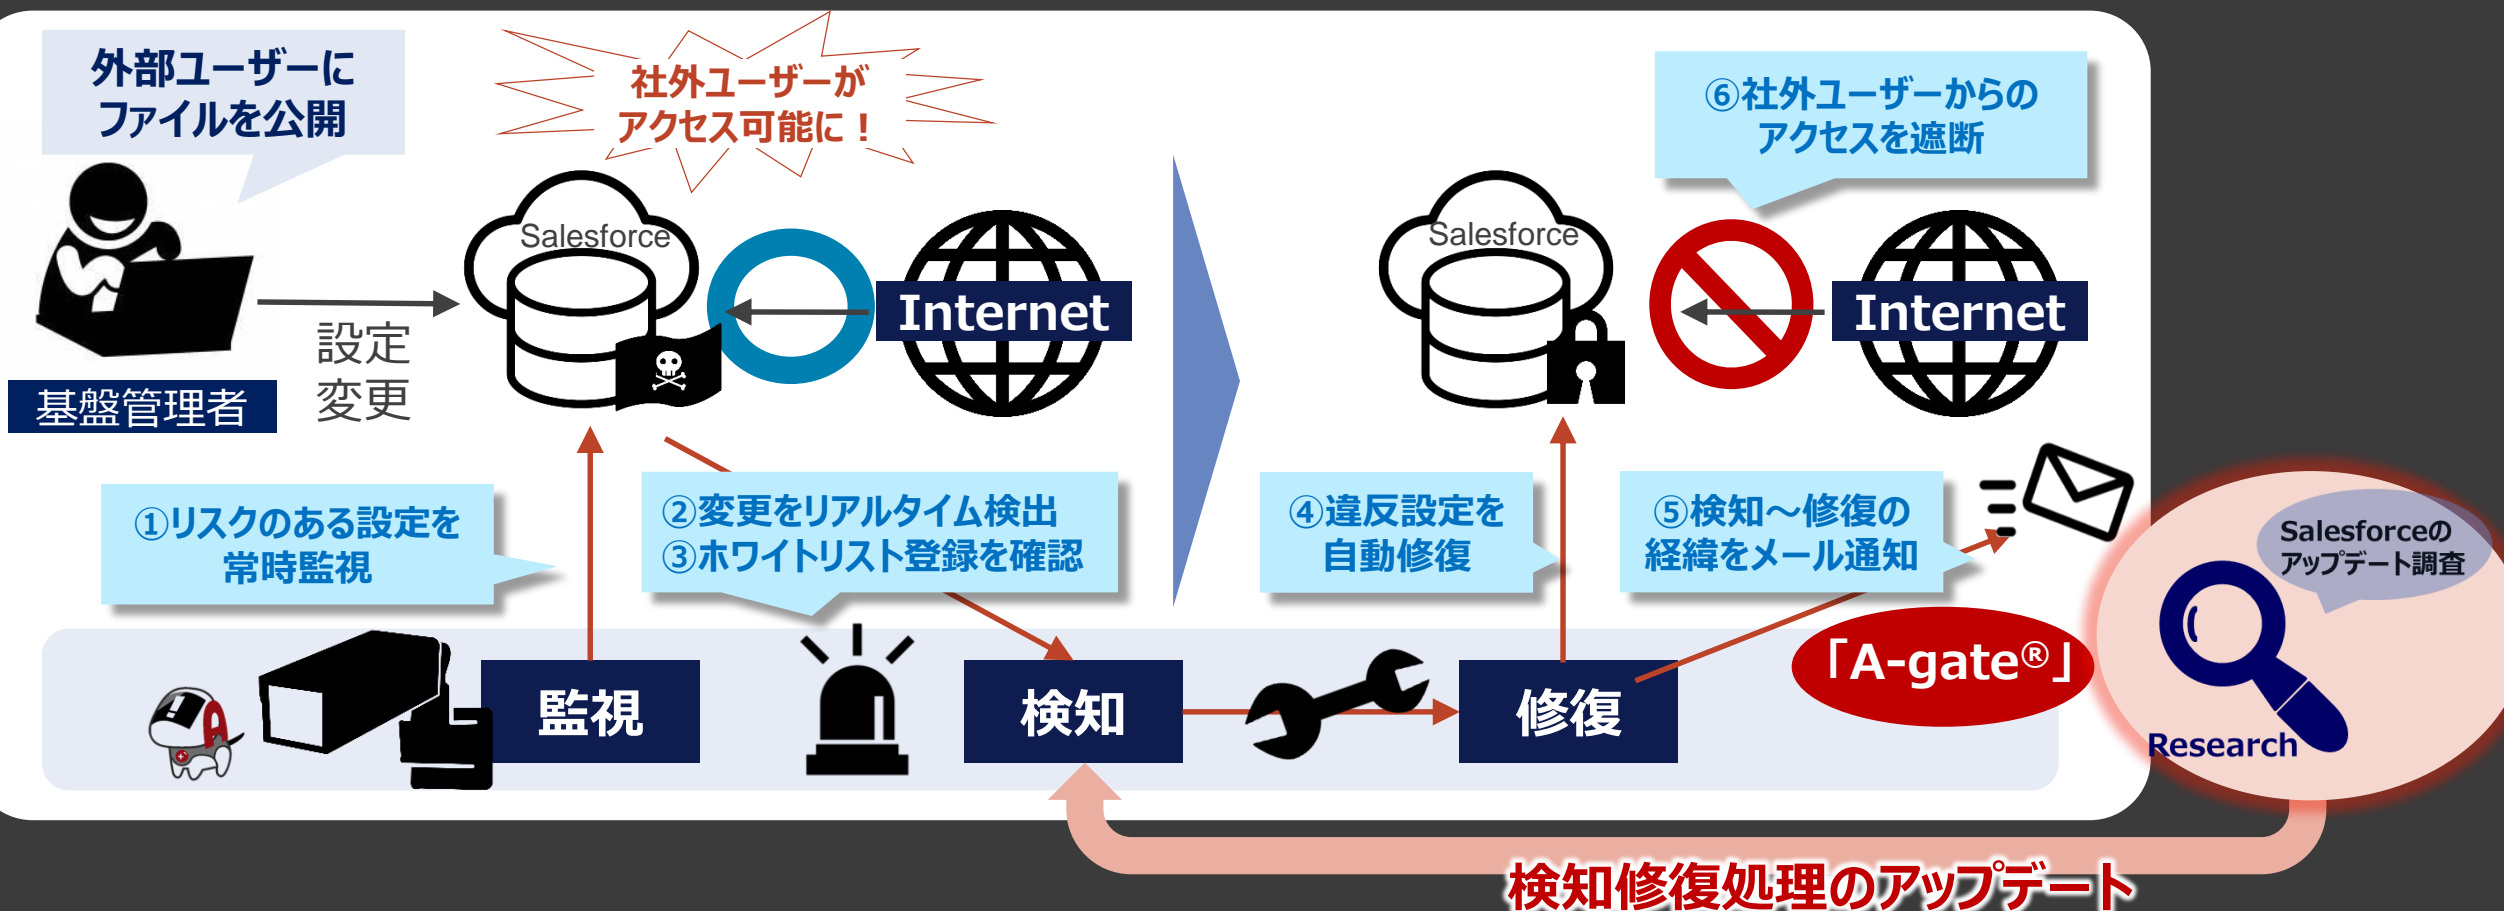 外部ユーザーに
ファイルを公開
社外ユーザーが
アクセス可能に！
⑥社外ユーザーからの
アクセスを遮断
Salesforce
Internet
Salesforce
Internet
設定
変更
基盤管理者
①リスクのある設定を
常時監視
②変更をリアルタイム検出
③ホワイトリスト登録を確認
④違反設定を
自動修復
⑤検知～修復の
経緯をメール通知
Salesforceの
アップデート調査
監視
検知
修復
「A-gate®」
Research
検知修復処理のアップデート